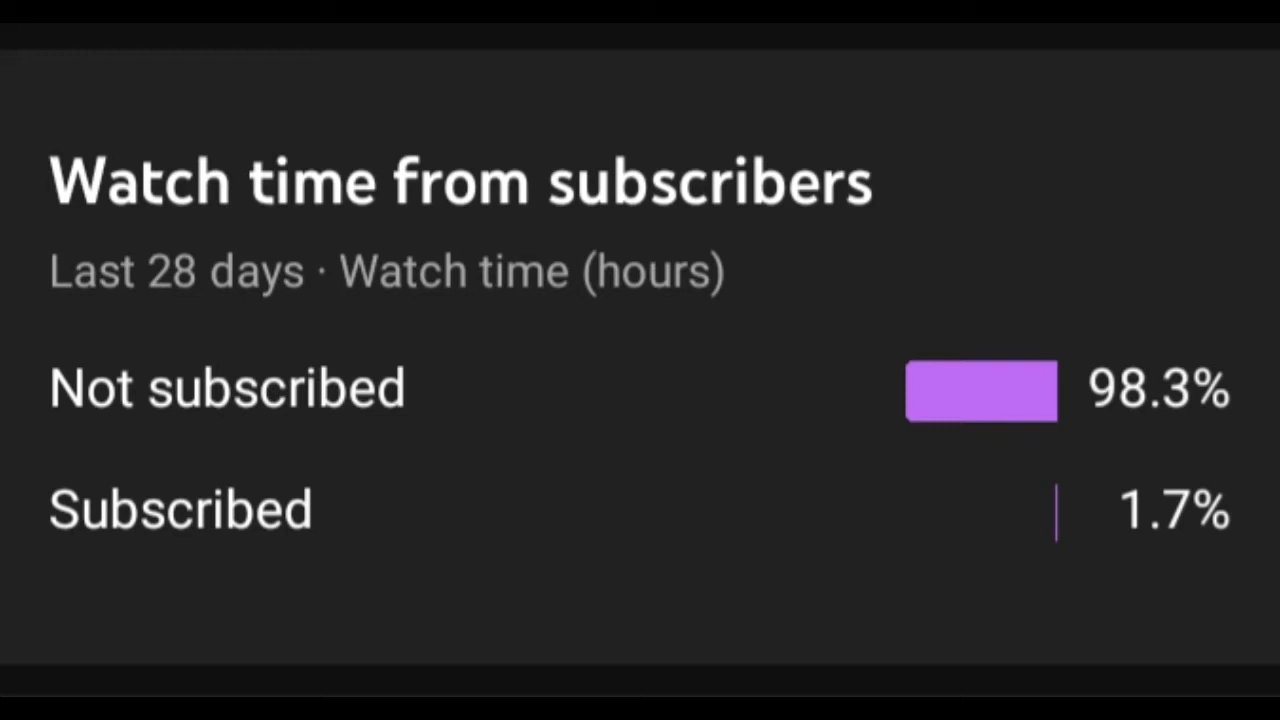 Watch time from subscribers
Last 28 days · Watch time (hours)
Not subscribed 98.3%
Subscribed 1.7%